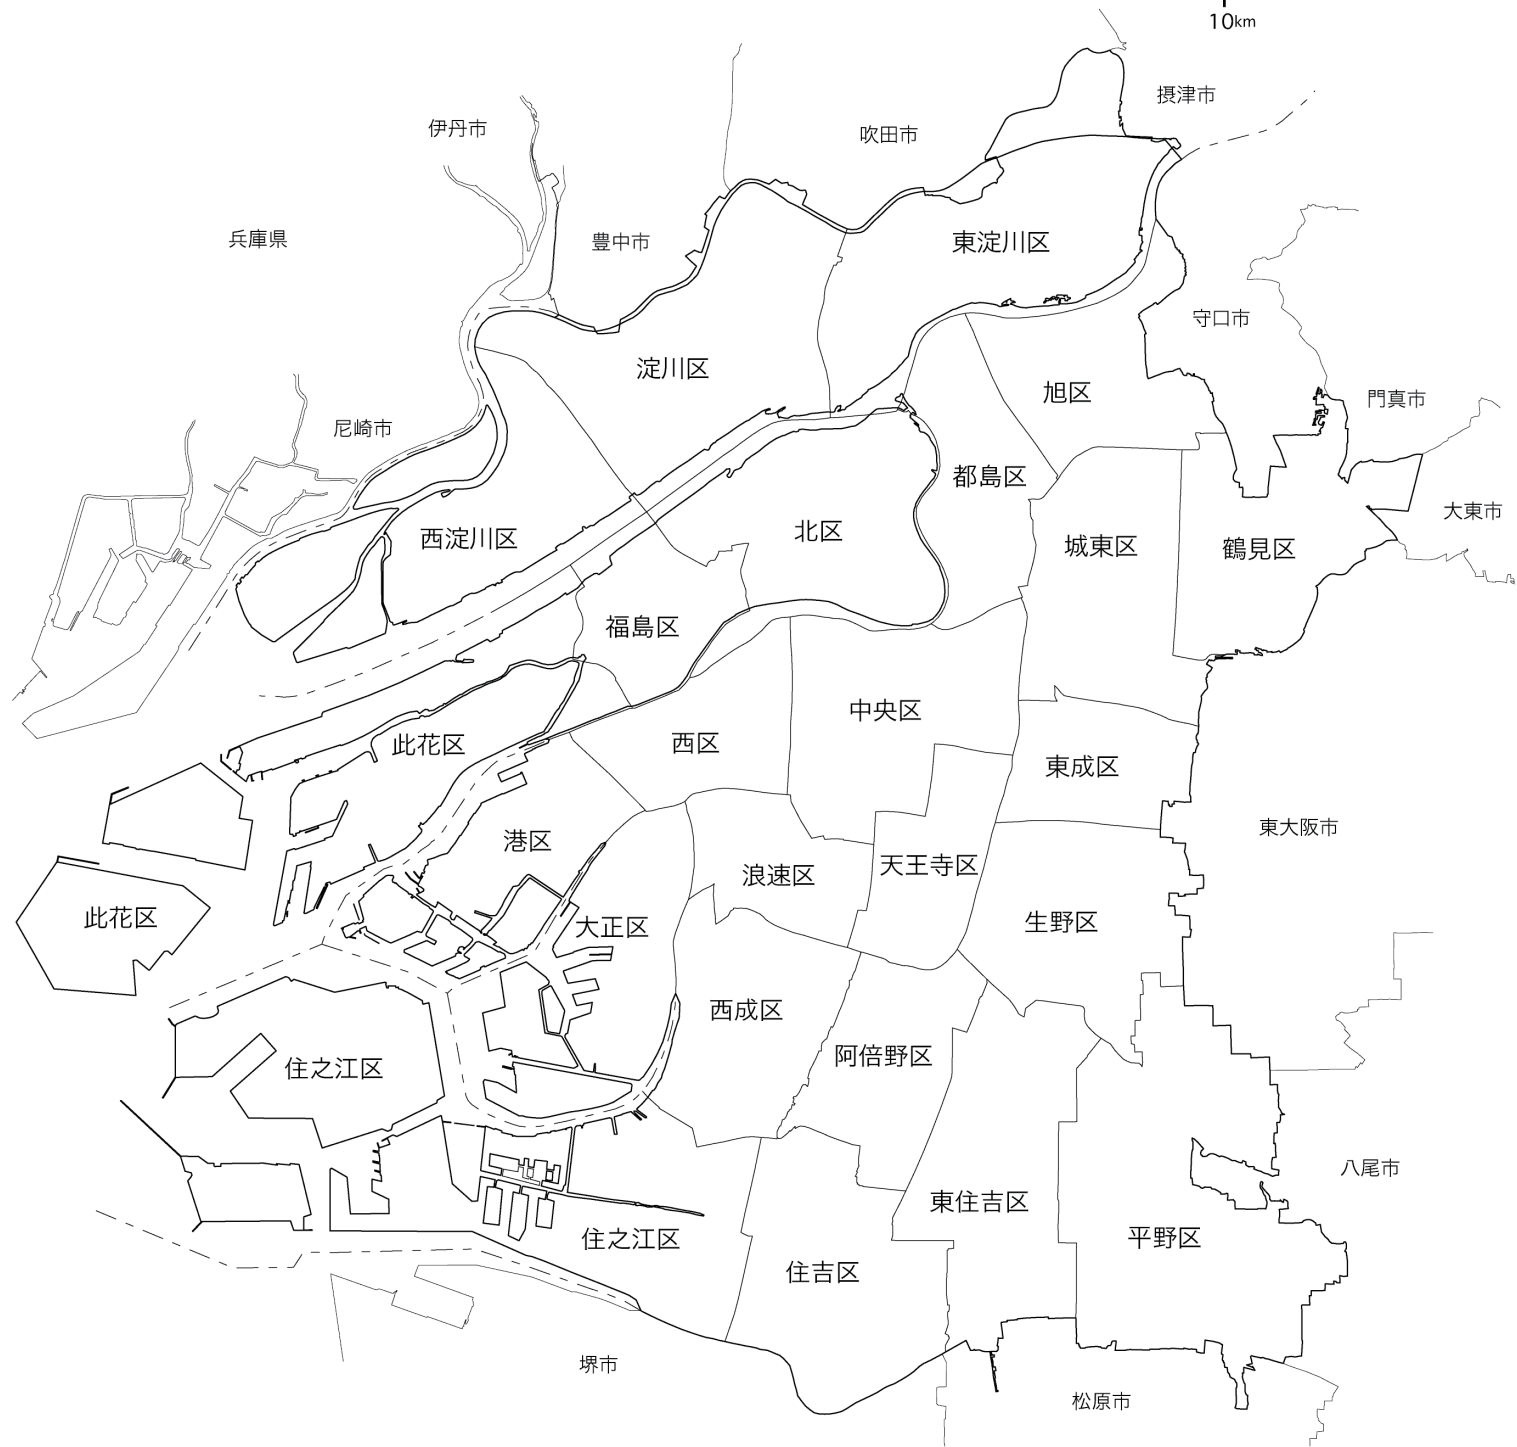 10km
摂津市
伊丹市
吹田市
兵庫県
豊中市
東淀川区
守口市
淀川区
旭区
門真市
尼崎市
都島区
大東市
西淀川区
北区
城東区
鶴見区
福島区
中央区
此花区
西区
東成区
東大阪市
港区
浪速区
天王寺区
此花区
大正区
生野区
西成区
阿倍野区
住之江区
八尾市
東住吉区
平野区
住之江区
住吉区
堺市
松原市